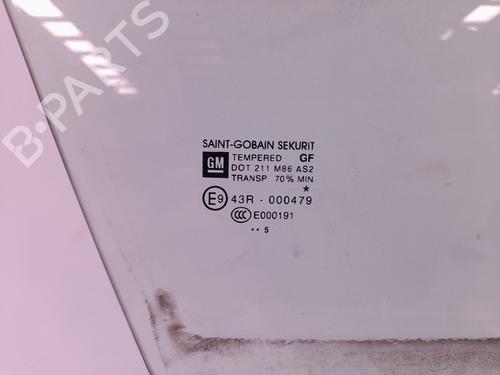 B-PARTS
SAINT-GOBAIN SEKURIT
GM TEMPERED GF
DOT 211 M86 AS2
TRANSP. 70% MIN
*
E9 43R - 000479
CCC E000191
•• 5